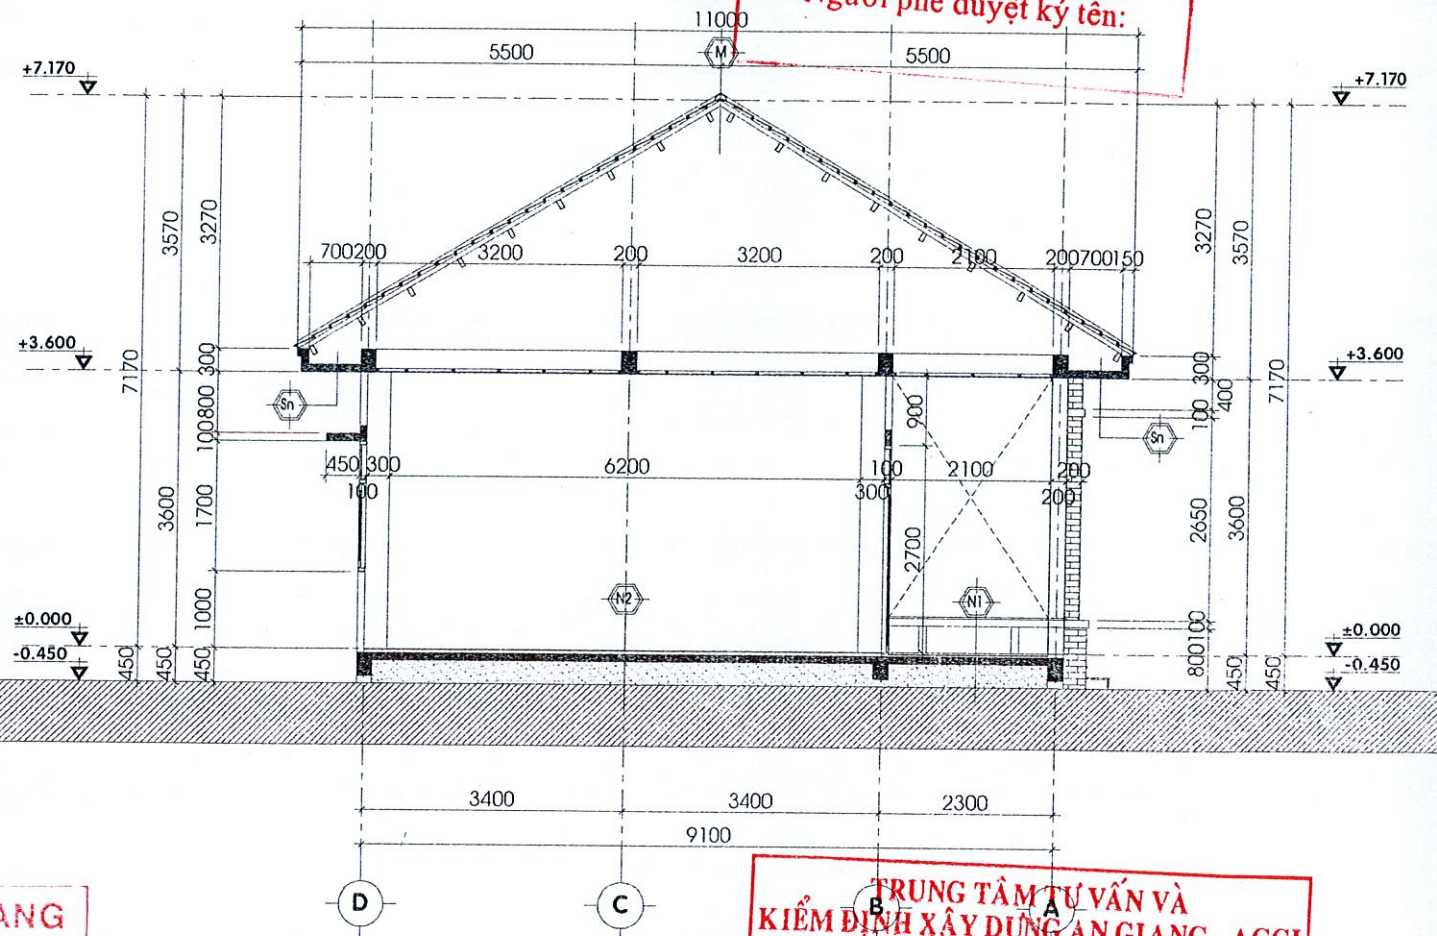 Người phê duyệt ký tên:
11000
5500 M 5500
+7.170 +7.170
3570 3270 3270 3570
700 200 3200 200 3200 200 2100 200 700 150
+3.600 +3.600
7170 300 300 400 7170
Sn 800 100 900 100 Sn
450 300 6200 100 2100 200
100 300 200
3600 1700 2700 2650 3600
N2 N1
1000
±0.000 100 ±0.000
-0.450 800 -0.450
450 450 450 450 450
3400 3400 2300
9100
D C B A
ANG
TRUNG TÂM TƯ VẤN VÀ
KIỂM ĐỊNH XÂY DỰNG AN GIANG - AGCI